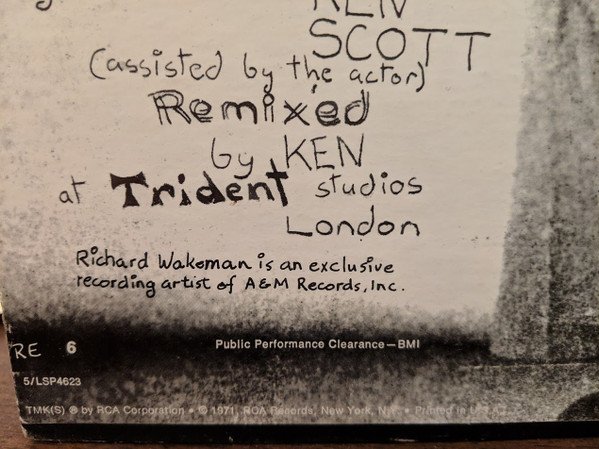 KEN
SCOTT
(assisted by the actor)
Remixed
by KEN
at Trident studios
London
Richard Wakeman is an exclusive
recording artist of A&M Records, Inc.
RE 6
Public Performance Clearance—BMI
5/LSP4623
TMK(S) ® by RCA Corporation • © 1971, RCA Records, New York, N.Y. • Printed in U.S.A.